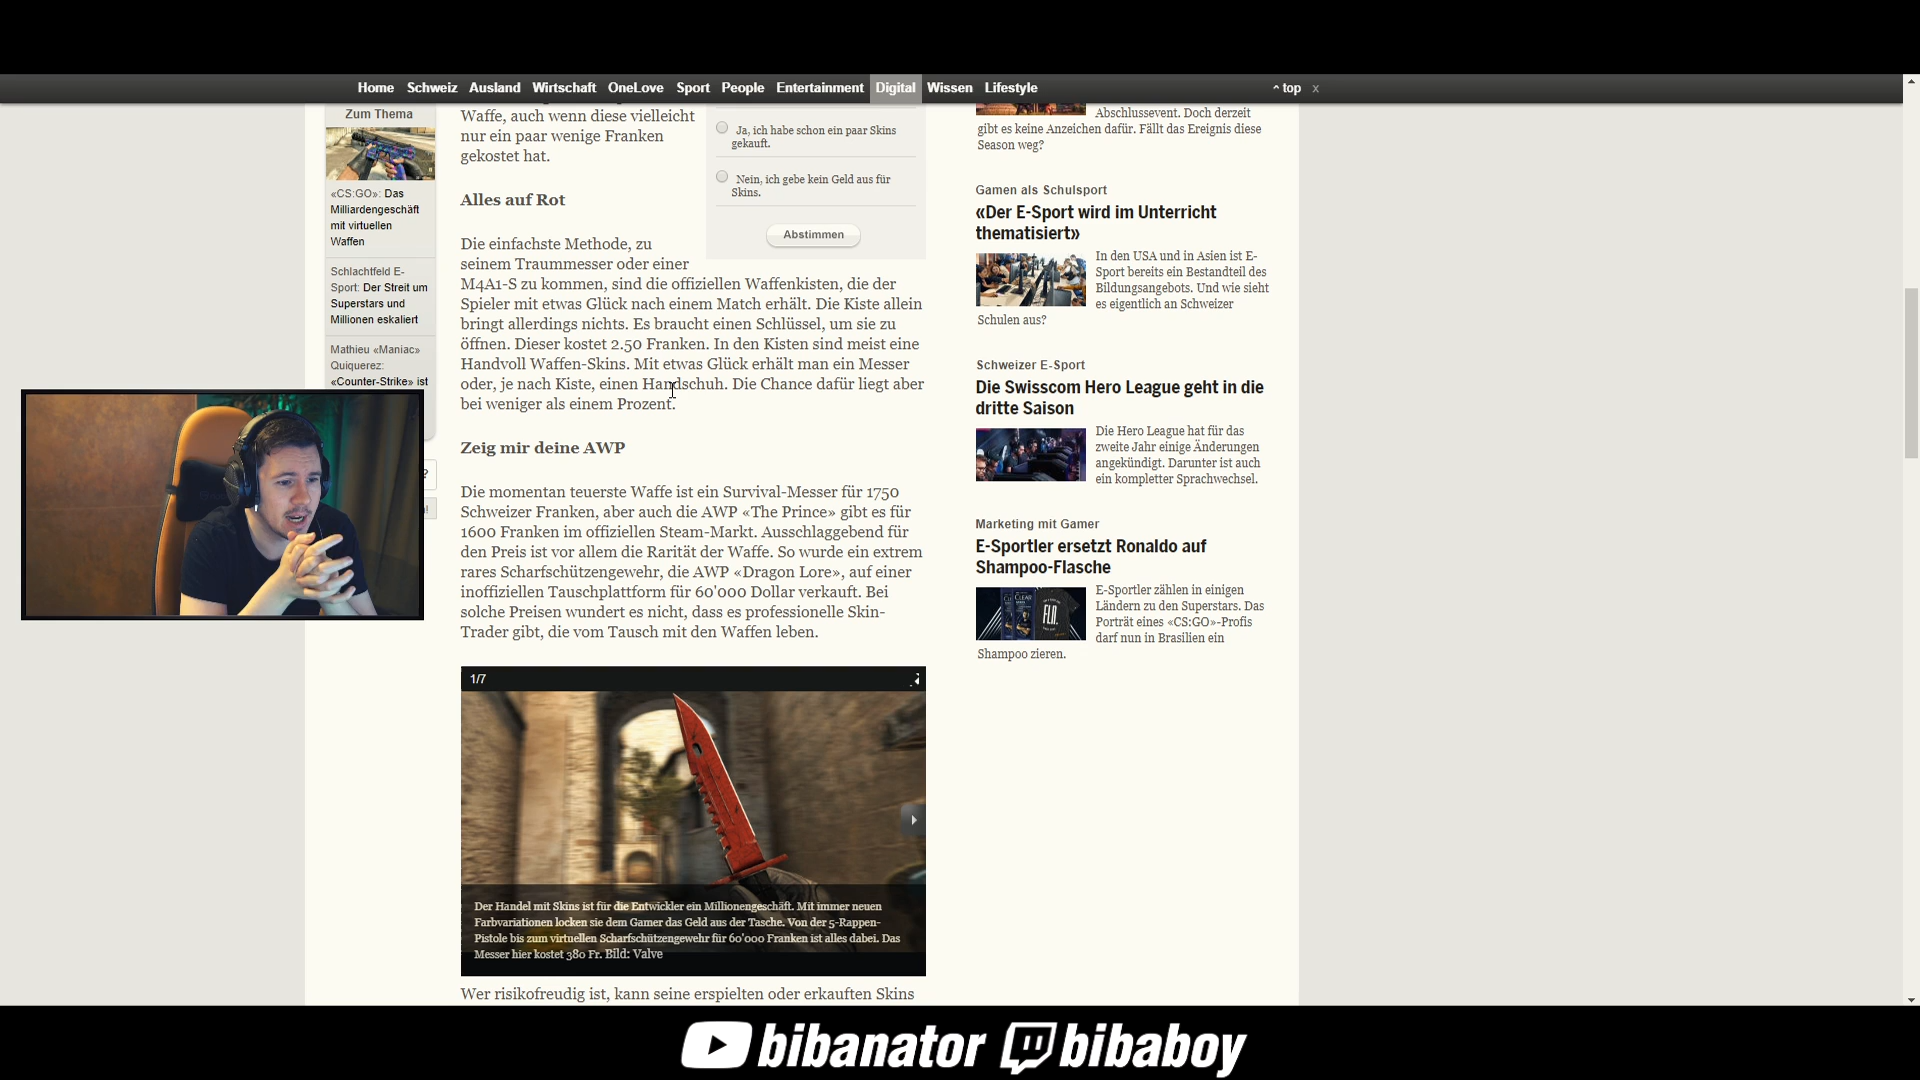 Home Schweiz Ausland Wirtschaft OneLove Sport People Entertainment Digital Wissen Lifestyle
^ top x
Zum Thema
«CS:GO»: Das
Milliardengeschäft
mit virtuellen
Waffen
Schlachtfeld E-
Sport: Der Streit um
Superstars und
Millionen eskaliert
Mathieu «Maniac»
Quiquerez:
«Counter-Strike» ist
?
Waffe, auch wenn diese vielleicht
nur ein paar wenige Franken
gekostet hat.
Ja, ich habe schon ein paar Skins
gekauft.
Nein, ich gebe kein Geld aus für
Skins.
Abstimmen
Alles auf Rot
Die einfachste Methode, zu
seinem Traummesser oder einer
M4A1-S zu kommen, sind die offiziellen Waffenkisten, die der
Spieler mit etwas Glück nach einem Match erhält. Die Kiste allein
bringt allerdings nichts. Es braucht einen Schlüssel, um sie zu
öffnen. Dieser kostet 2.50 Franken. In den Kisten sind meist eine
Handvoll Waffen-Skins. Mit etwas Glück erhält man ein Messer
oder, je nach Kiste, einen Handschuh. Die Chance dafür liegt aber
bei weniger als einem Prozent.
Zeig mir deine AWP
Die momentan teuerste Waffe ist ein Survival-Messer für 1750
Schweizer Franken, aber auch die AWP «The Prince» gibt es für
1600 Franken im offiziellen Steam-Markt. Ausschlaggebend für
den Preis ist vor allem die Rarität der Waffe. So wurde ein extrem
rares Scharfschützengewehr, die AWP «Dragon Lore», auf einer
inoffiziellen Tauschplattform für 60'000 Dollar verkauft. Bei
solche Preisen wundert es nicht, dass es professionelle Skin-
Trader gibt, die vom Tausch mit den Waffen leben.
1/7
Der Handel mit Skins ist für die Entwickler ein Millionengeschäft. Mit immer neuen
Farbvariationen locken sie dem Gamer das Geld aus der Tasche. Von der 5-Rappen-
Pistole bis zum virtuellen Scharfschützengewehr für 60'000 Franken ist alles dabei. Das
Messer hier kostet 380 Fr. Bild: Valve
Wer risikofreudig ist, kann seine erspielten oder erkauften Skins
Abschlussevent. Doch derzeit
gibt es keine Anzeichen dafür. Fällt das Ereignis diese
Season weg?
Gamen als Schulsport
«Der E-Sport wird im Unterricht
thematisiert»
In den USA und in Asien ist E-
Sport bereits ein Bestandteil des
Bildungsangebots. Und wie sieht
es eigentlich an Schweizer
Schulen aus?
Schweizer E-Sport
Die Swisscom Hero League geht in die
dritte Saison
Die Hero League hat für das
zweite Jahr einige Änderungen
angekündigt. Darunter ist auch
ein kompletter Sprachwechsel.
Marketing mit Gamer
E-Sportler ersetzt Ronaldo auf
Shampoo-Flasche
CLEAR
FLN.
E-Sportler zählen in einigen
Ländern zu den Superstars. Das
Porträt eines «CS:GO»-Profis
darf nun in Brasilien ein
Shampoo zieren.
bibanator bibaboy